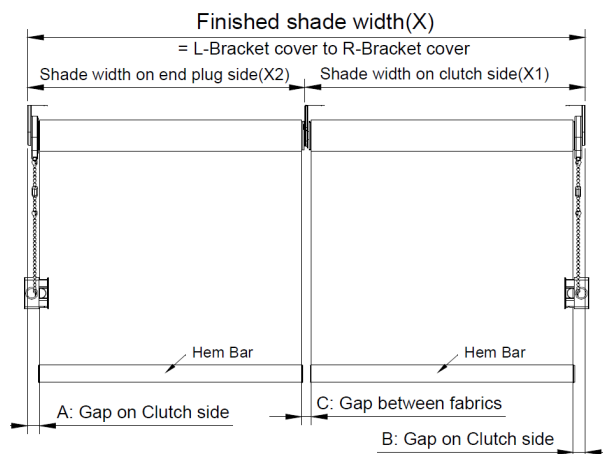 Finished shade width(X)
= L-Bracket cover to R-Bracket cover
Shade width on end plug side(X2)
Shade width on clutch side(X1)
Hem Bar
Hem Bar
A: Gap on Clutch side
C: Gap between fabrics
B: Gap on Clutch side